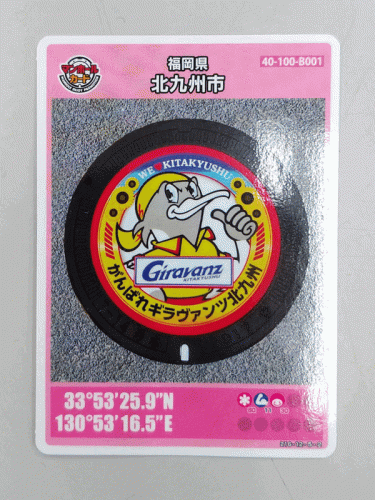 マンホール
カード
福岡県
北九州市
40-100-B001
WE❤KITAKYUSHU
Giravanz
KITAKYUSHU
がんばれギラヴァンツ北九州
33°53'25.9"N
130°53'16.5"E